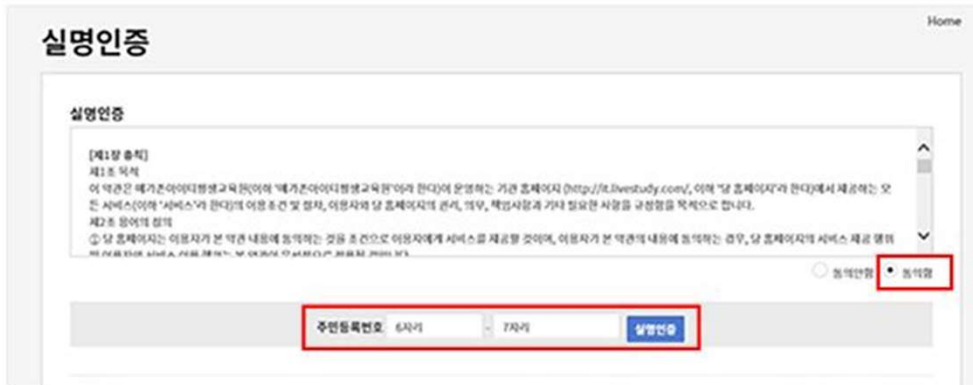 Home
실명인증
실명인증
[제1장 총칙]
제1조 목적
이 약관은 메가존아이티평생교육원(이하 '메가존아이티평생교육원'이라 한다)이 운영하는 기관 홈페이지 (http://it.livestudy.com/, 이하 '당 홈페이지'라 한다)에서 제공하는 모
든 서비스(이하 '서비스'라 한다)의 이용조건 및 절차, 이용자와 당 홈페이지의 권리, 의무, 책임사항과 기타 필요한 사항을 규정함을 목적으로 합니다.
제2조 용어의 정의
① 당 홈페이지는 이용자가 본 약관 내용에 동의하는 것을 조건으로 이용자에게 서비스를 제공할 것이며, 이용자가 본 약관의 내용에 동의하는 경우, 당 홈페이지의 서비스 제공 행위
동의안함 동의함
주민등록번호 6자리 - 7자리 실명인증